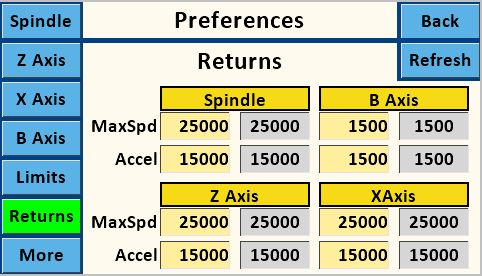 Spindle Preferences Back
Z Axis Returns Refresh
X Axis
B Axis
Limits
Returns
More
Spindle B Axis
MaxSpd 25000 25000 1500 1500
Accel 15000 15000 1500 1500
Z Axis XAxis
MaxSpd 25000 25000 25000 25000
Accel 15000 15000 15000 15000